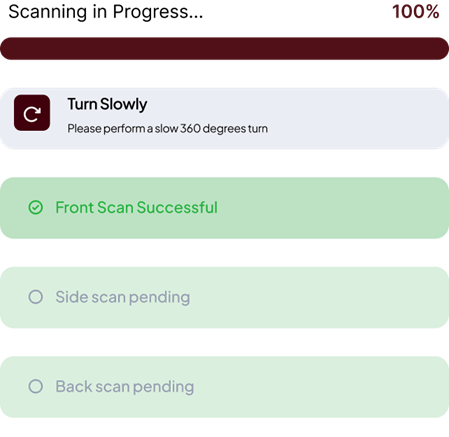 Scanning in Progress... 100%
Turn Slowly
Please perform a slow 360 degrees turn
Front Scan Successful
Side scan pending
Back scan pending